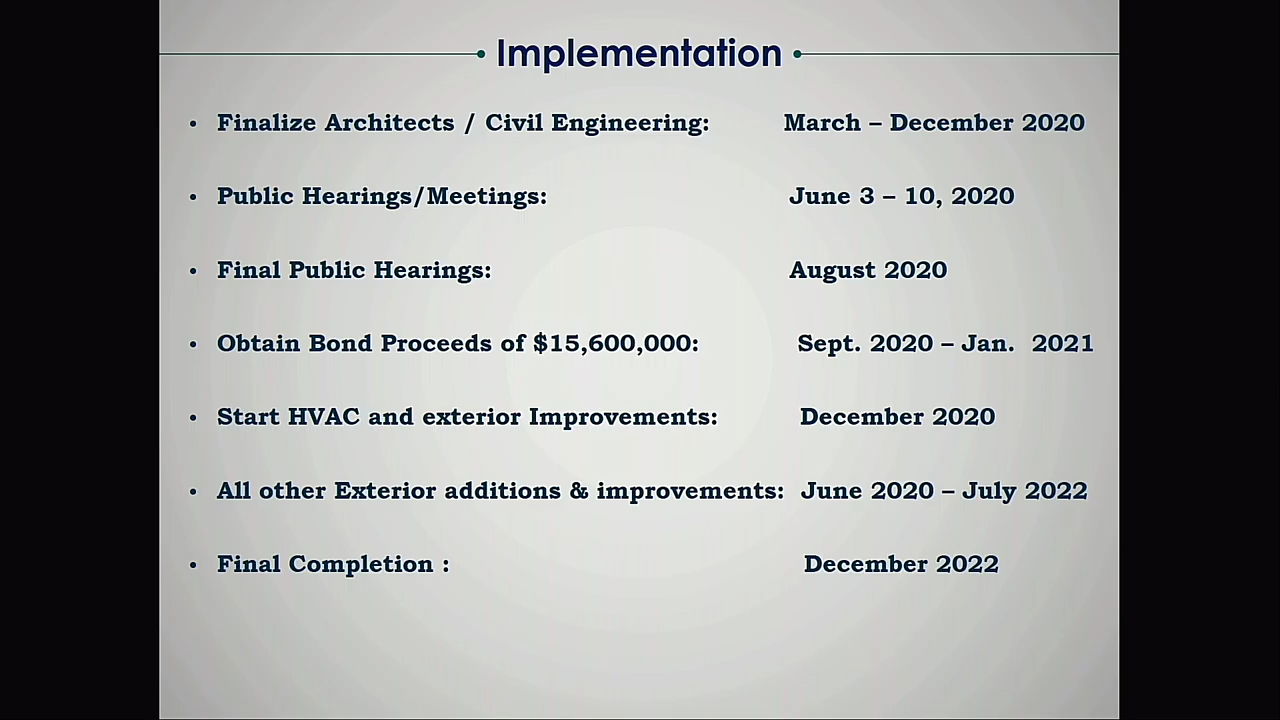 Implementation
• Finalize Architects / Civil Engineering: March – December 2020
• Public Hearings/Meetings: June 3 – 10, 2020
• Final Public Hearings: August 2020
• Obtain Bond Proceeds of $15,600,000: Sept. 2020 – Jan. 2021
• Start HVAC and exterior Improvements: December 2020
• All other Exterior additions & improvements: June 2020 – July 2022
• Final Completion : December 2022